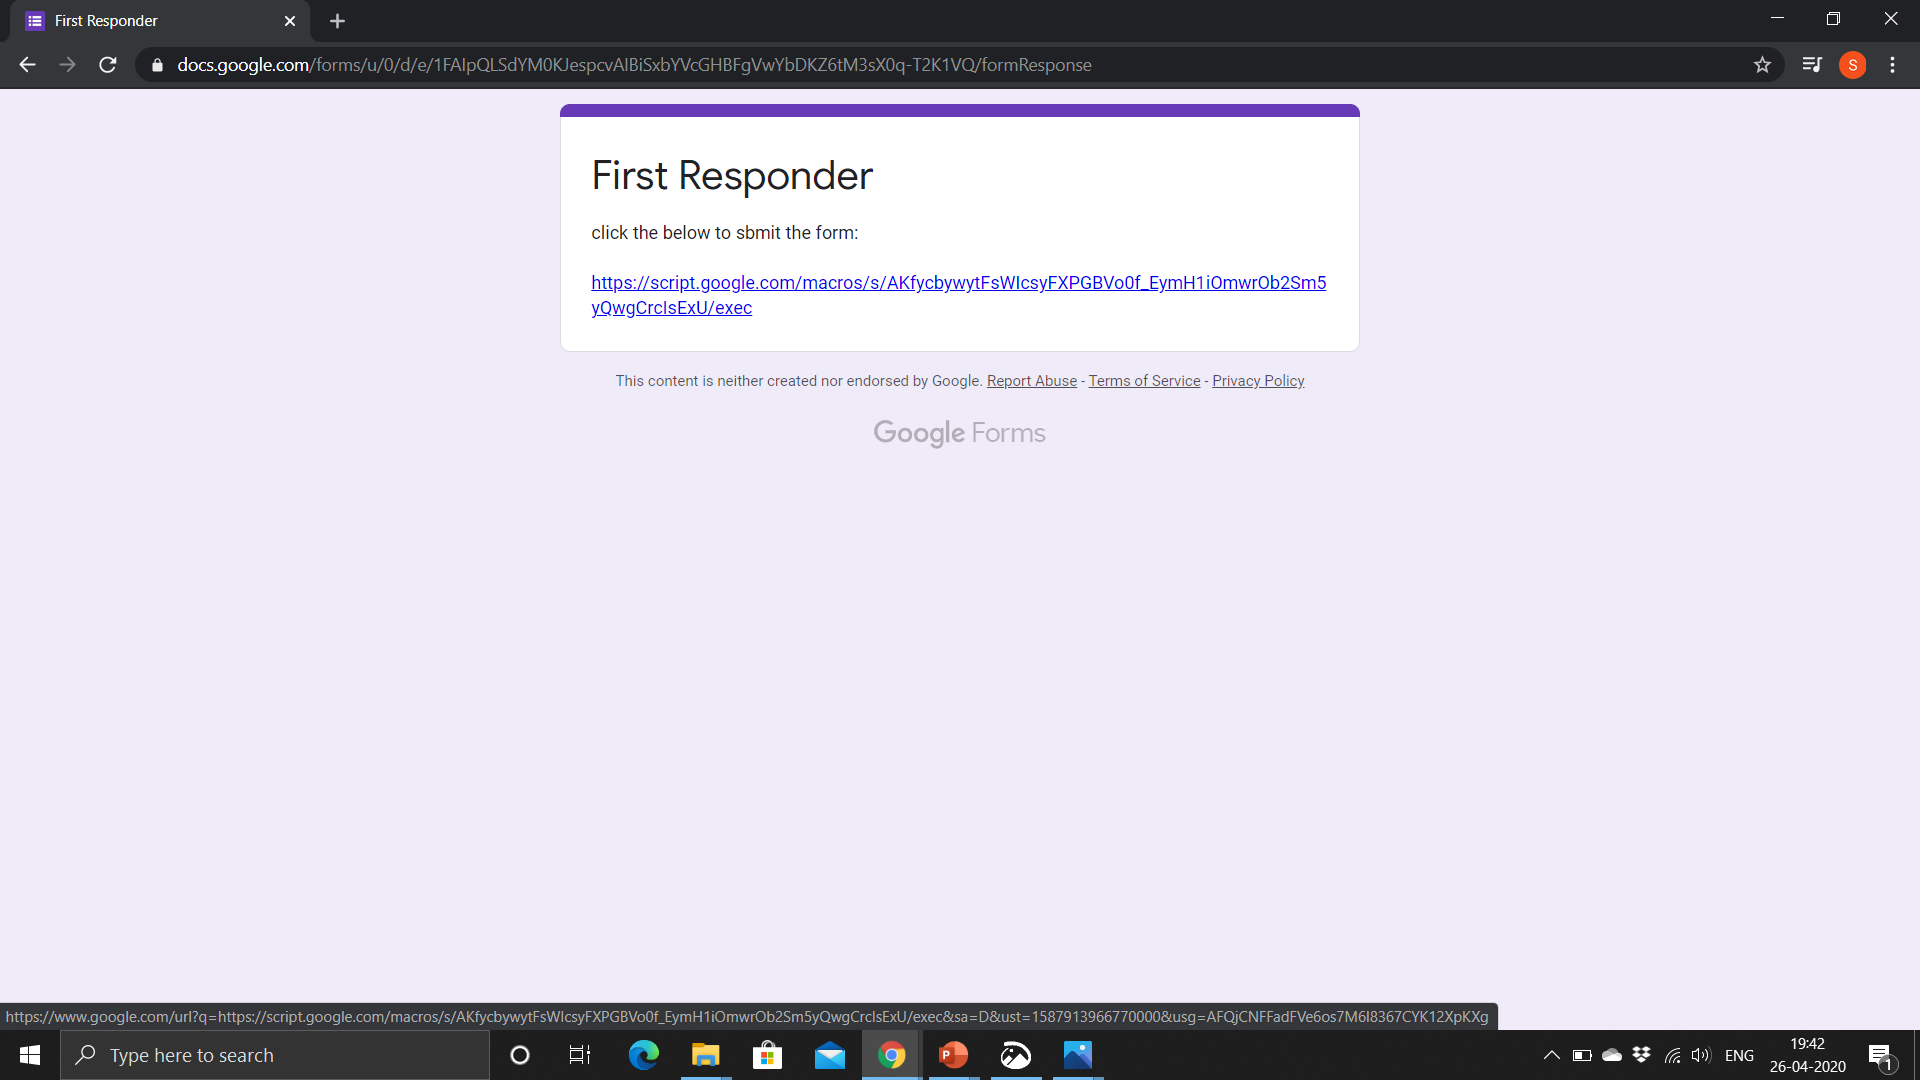 First Responder
docs.google.com/forms/u/0/d/e/1FAIpQLSdYM0KJespcvAIBiSxbYVcGHBFgVwYbDKZ6tM3sX0q-T2K1VQ/formResponse
S
First Responder
click the below to sbmit the form:
https://script.google.com/macros/s/AKfycbywytFsWIcsyFXPGBVo0f_EymH1iOmwrOb2Sm5
yQwgCrcIsExU/exec
This content is neither created nor endorsed by Google. Report Abuse - Terms of Service - Privacy Policy
Google Forms
https://www.google.com/url?q=https://script.google.com/macros/s/AKfycbywytFsWIcsyFXPGBVo0f_EymH1iOmwrOb2Sm5yQwgCrcIsExU/exec&sa=D&ust=1587913966770000&usg=AFQjCNFFadFVe6os7M6I8367CYK12XpKXg
Type here to search
P
ENG
19:42
26-04-2020
1